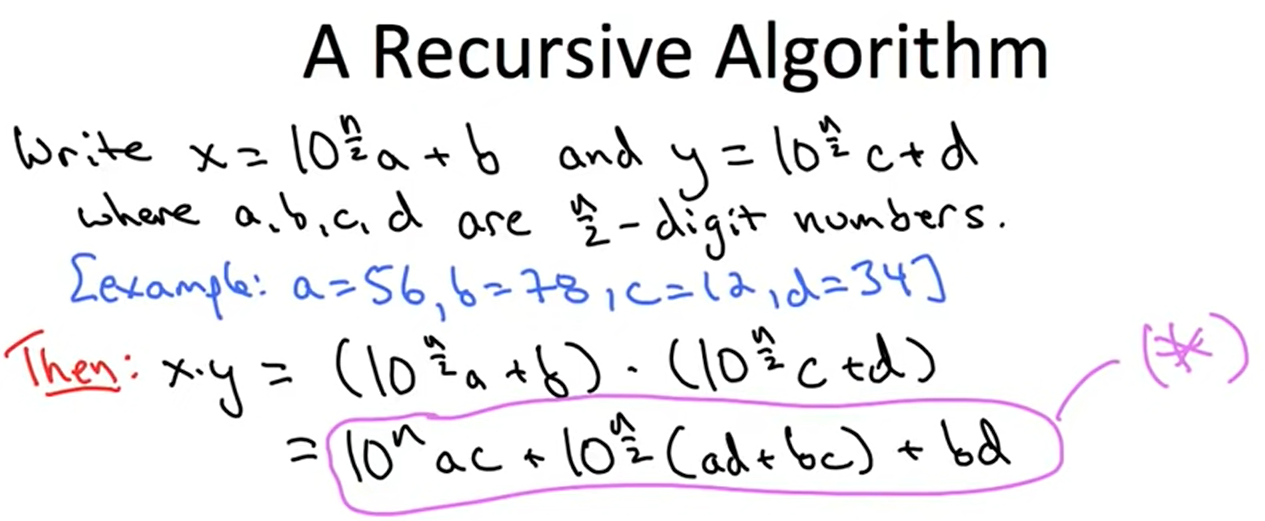 A Recursive Algorithm
Write x = 10^{n/2} a + b and y = 10^{n/2} c + d
where a, b, c, d are n/2 - digit numbers.
[example: a=56, b=78, c=12, d=34]
Then: x·y = (10^{n/2} a + b) · (10^{n/2} c + d) (*)
= 10^n ac + 10^{n/2} (ad + bc) + bd